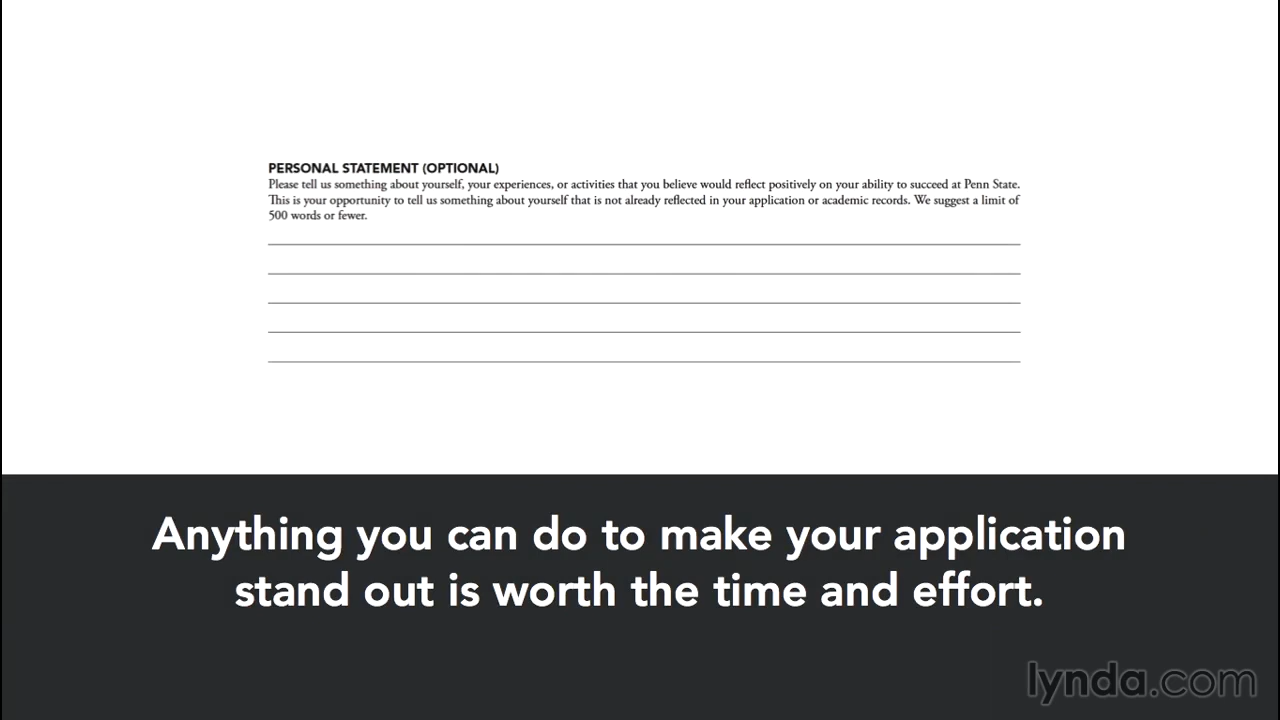 PERSONAL STATEMENT (OPTIONAL)
Please tell us something about yourself, your experiences, or activities that you believe would reflect positively on your ability to succeed at Penn State.
This is your opportunity to tell us something about yourself that is not already reflected in your application or academic records. We suggest a limit of
500 words or fewer.
Anything you can do to make your application
stand out is worth the time and effort.
lynda.com